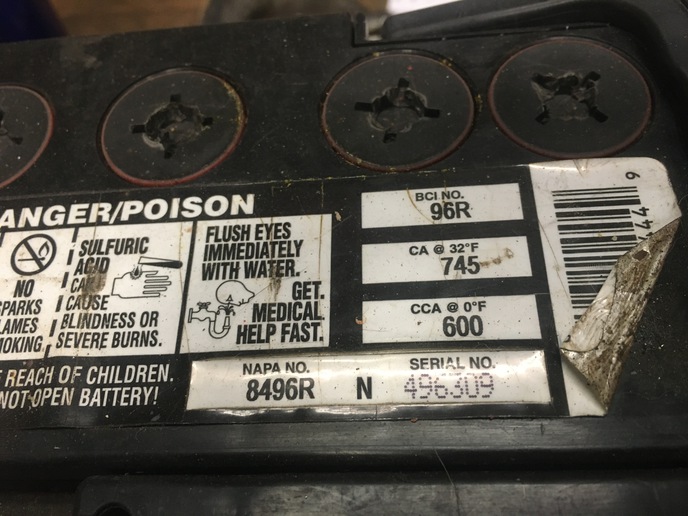 ANGER/POISON
NO
SPARKS
LAMES
MOKING
SULFURIC
ACID
CAN
CAUSE
BLINDNESS OR
SEVERE BURNS.
FLUSH EYES
IMMEDIATELY
WITH WATER.
GET
MEDICAL
HELP FAST.
REACH OF CHILDREN.
NOT OPEN BATTERY!
BCI NO.
96R
CA @ 32°F
745
CCA @ 0°F
600
NAPA NO.
8496R
N
SERIAL NO.
496309
9